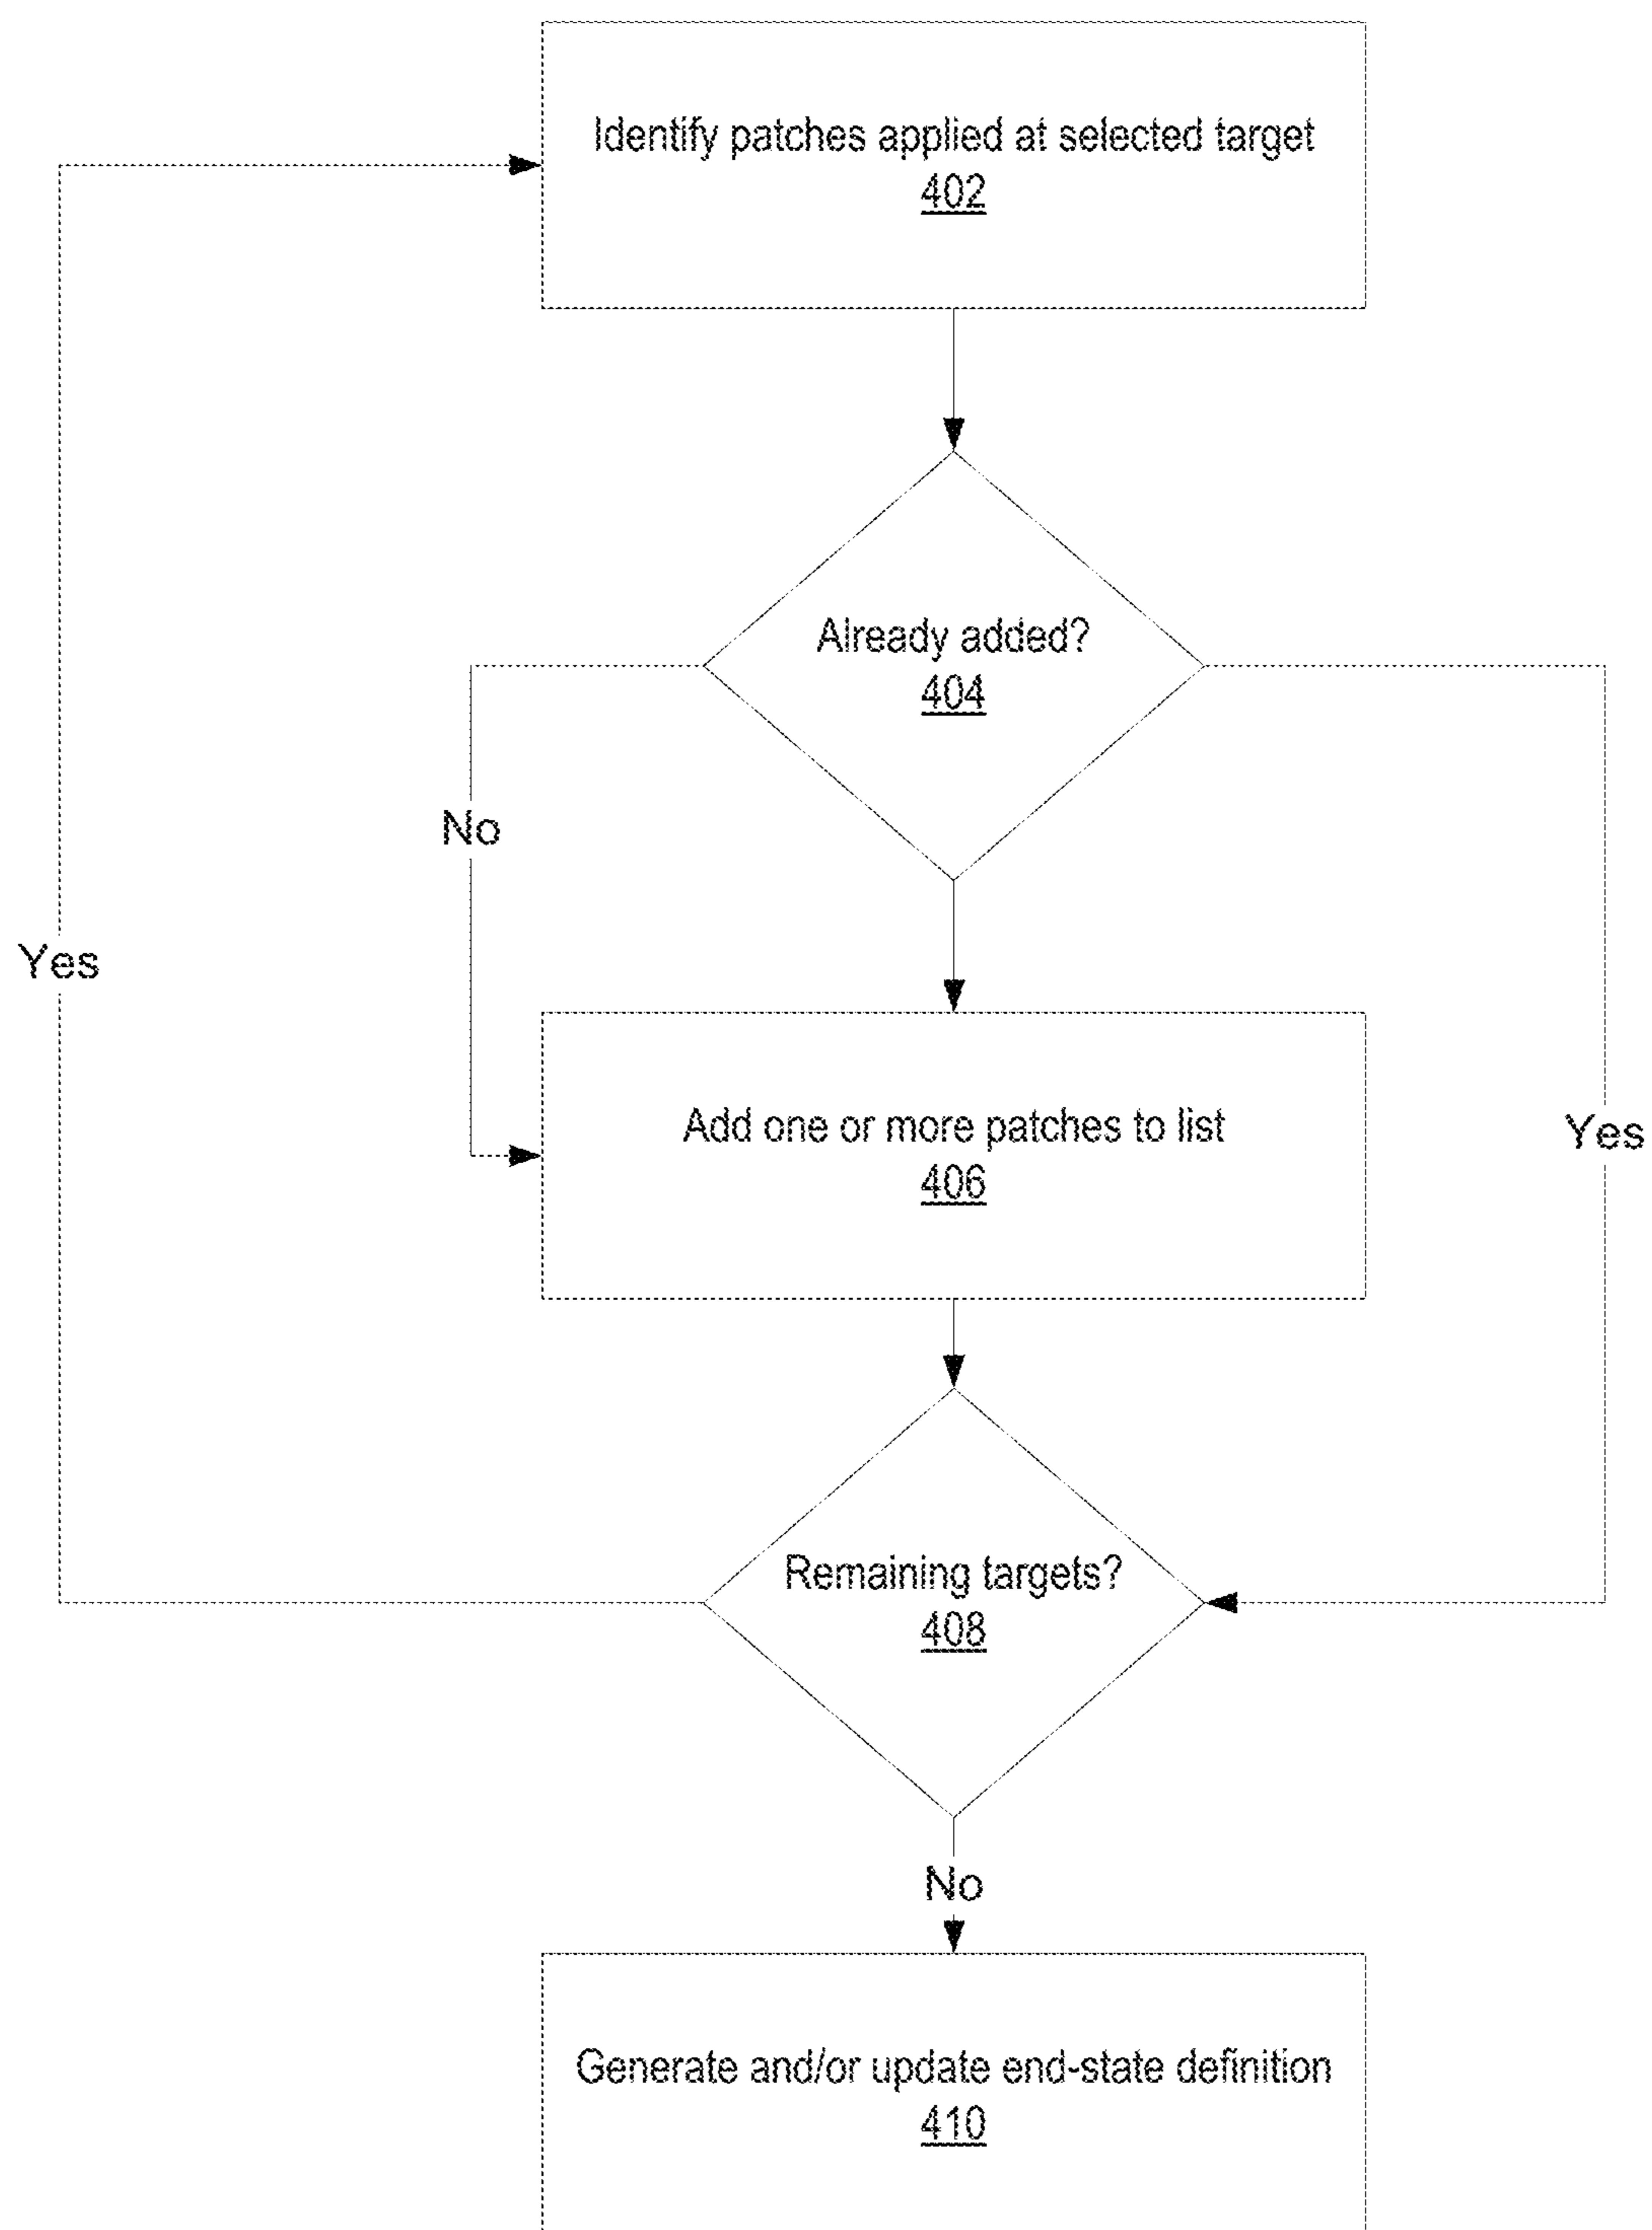 Identify patches applied at selected target
402
Already added?
404
No
Yes
Add one or more patches to list
406
Yes
Remaining targets?
408
No
Generate and/or update end-state definition
410